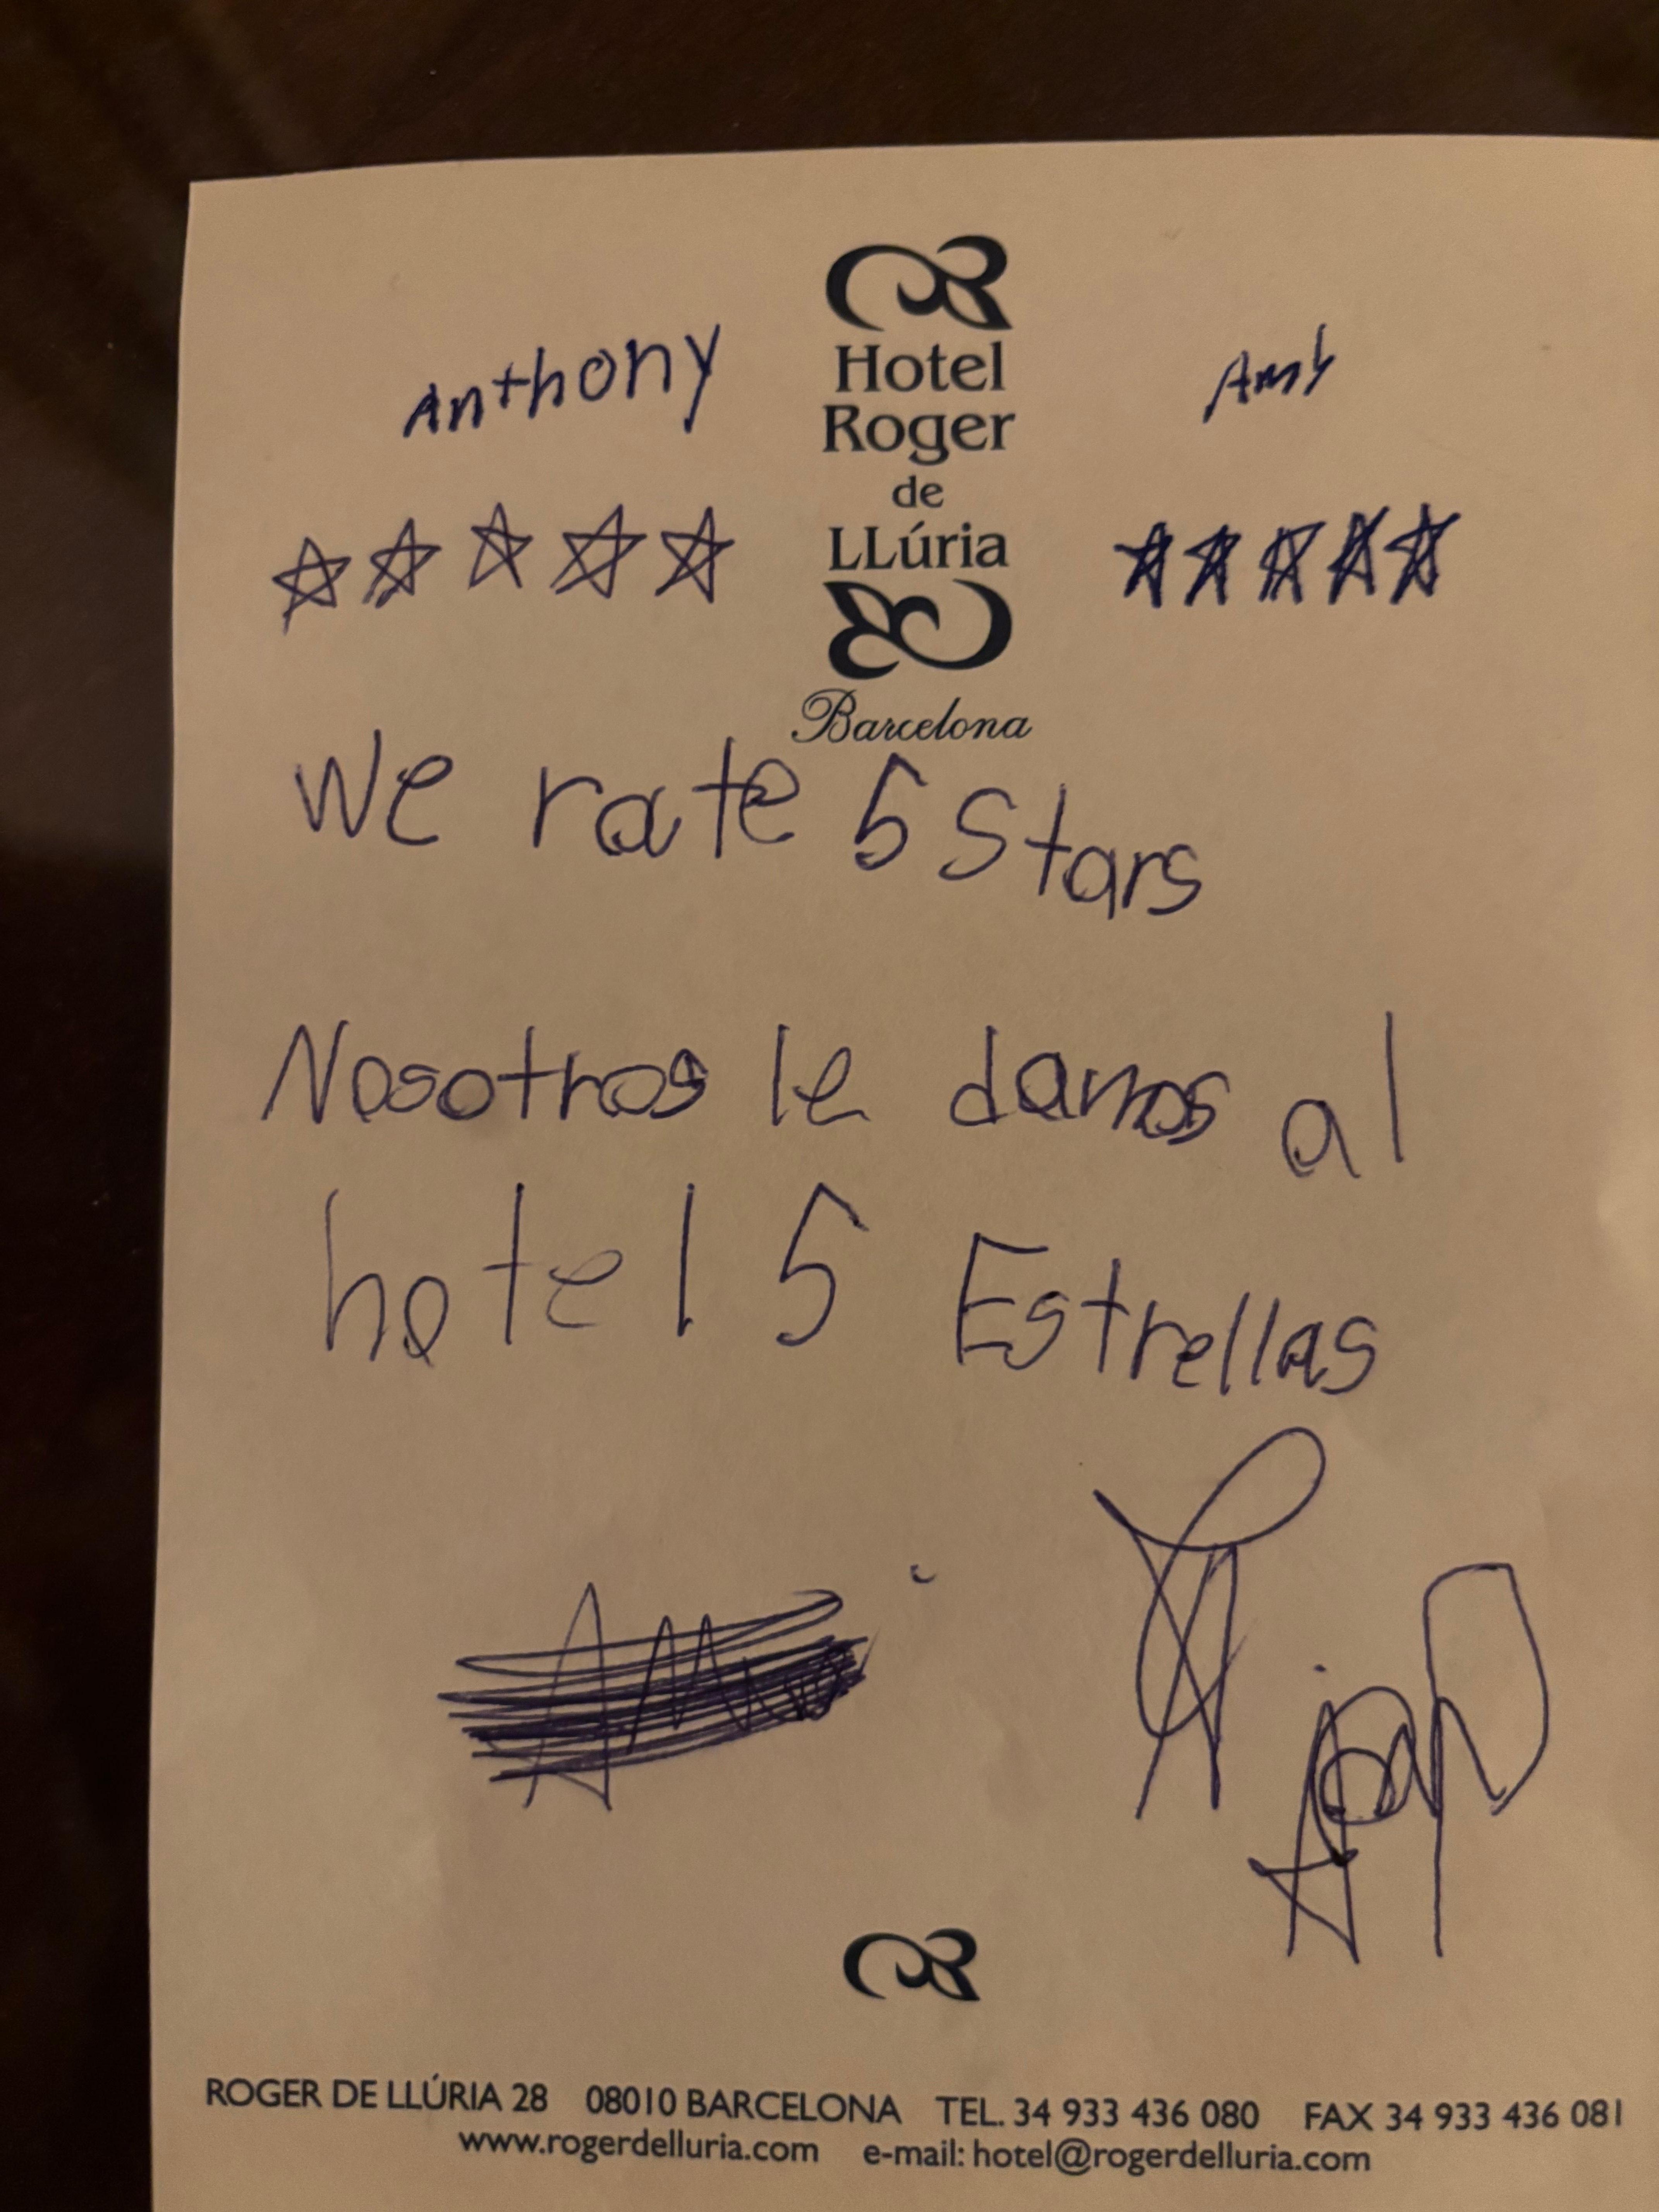 Anthony
Amy
Hotel
Roger
de
LLúria
Barcelona
We rate 5 Stars
Nosotros le damos al
hotel 5 Estrellas
ROGER DE LLÚRIA 28 08010 BARCELONA TEL. 34 933 436 080 FAX 34 933 436 081
www.rogerdelluria.com e-mail: hotel@rogerdelluria.com